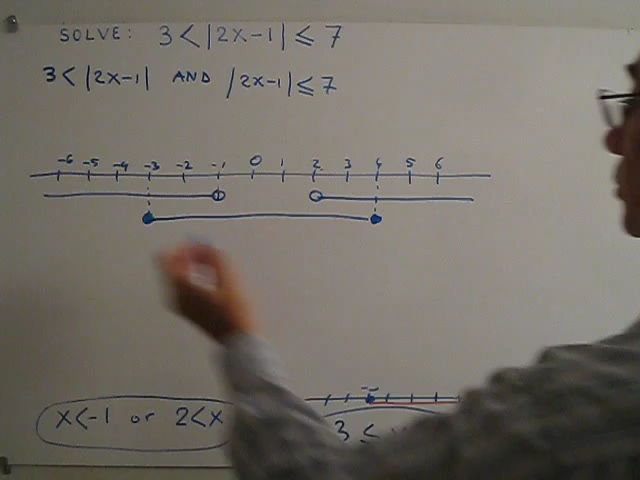 SOLVE: 3 < |2X-1| ≤ 7
3 < |2X-1| AND |2X-1| ≤ 7
-6 -5 -4 -3 -2 -1 0 1 2 3 4 5 6
X<-1 or 2<X
3 ≤